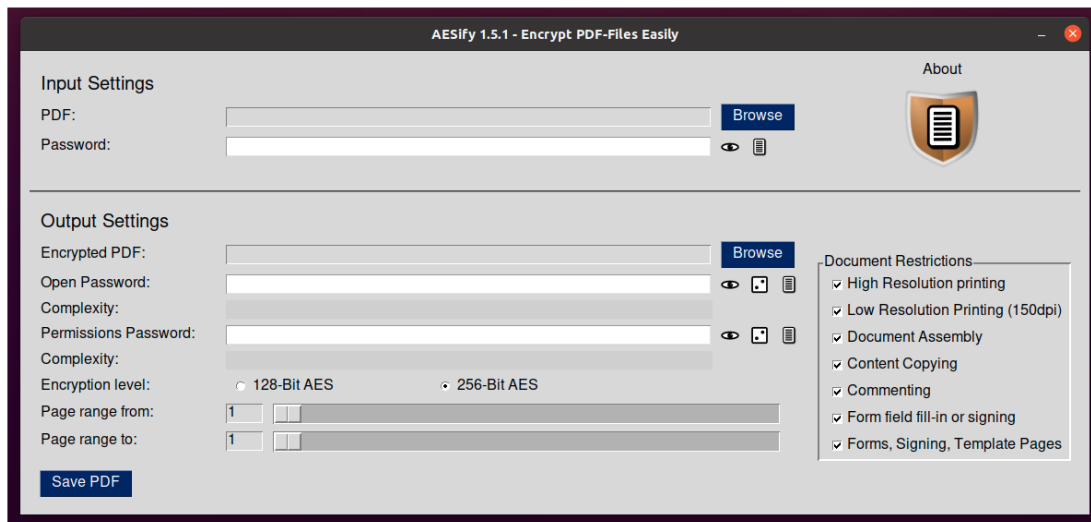 AESify 1.5.1 - Encrypt PDF-Files Easily
About
Input Settings
PDF:
Browse
Password:
Output Settings
Encrypted PDF:
Browse
Open Password:
Complexity:
Permissions Password:
Complexity:
Encryption level:
128-Bit AES
256-Bit AES
Page range from:
1
Page range to:
1
Save PDF
Document Restrictions
High Resolution printing
Low Resolution Printing (150dpi)
Document Assembly
Content Copying
Commenting
Form field fill-in or signing
Forms, Signing, Template Pages